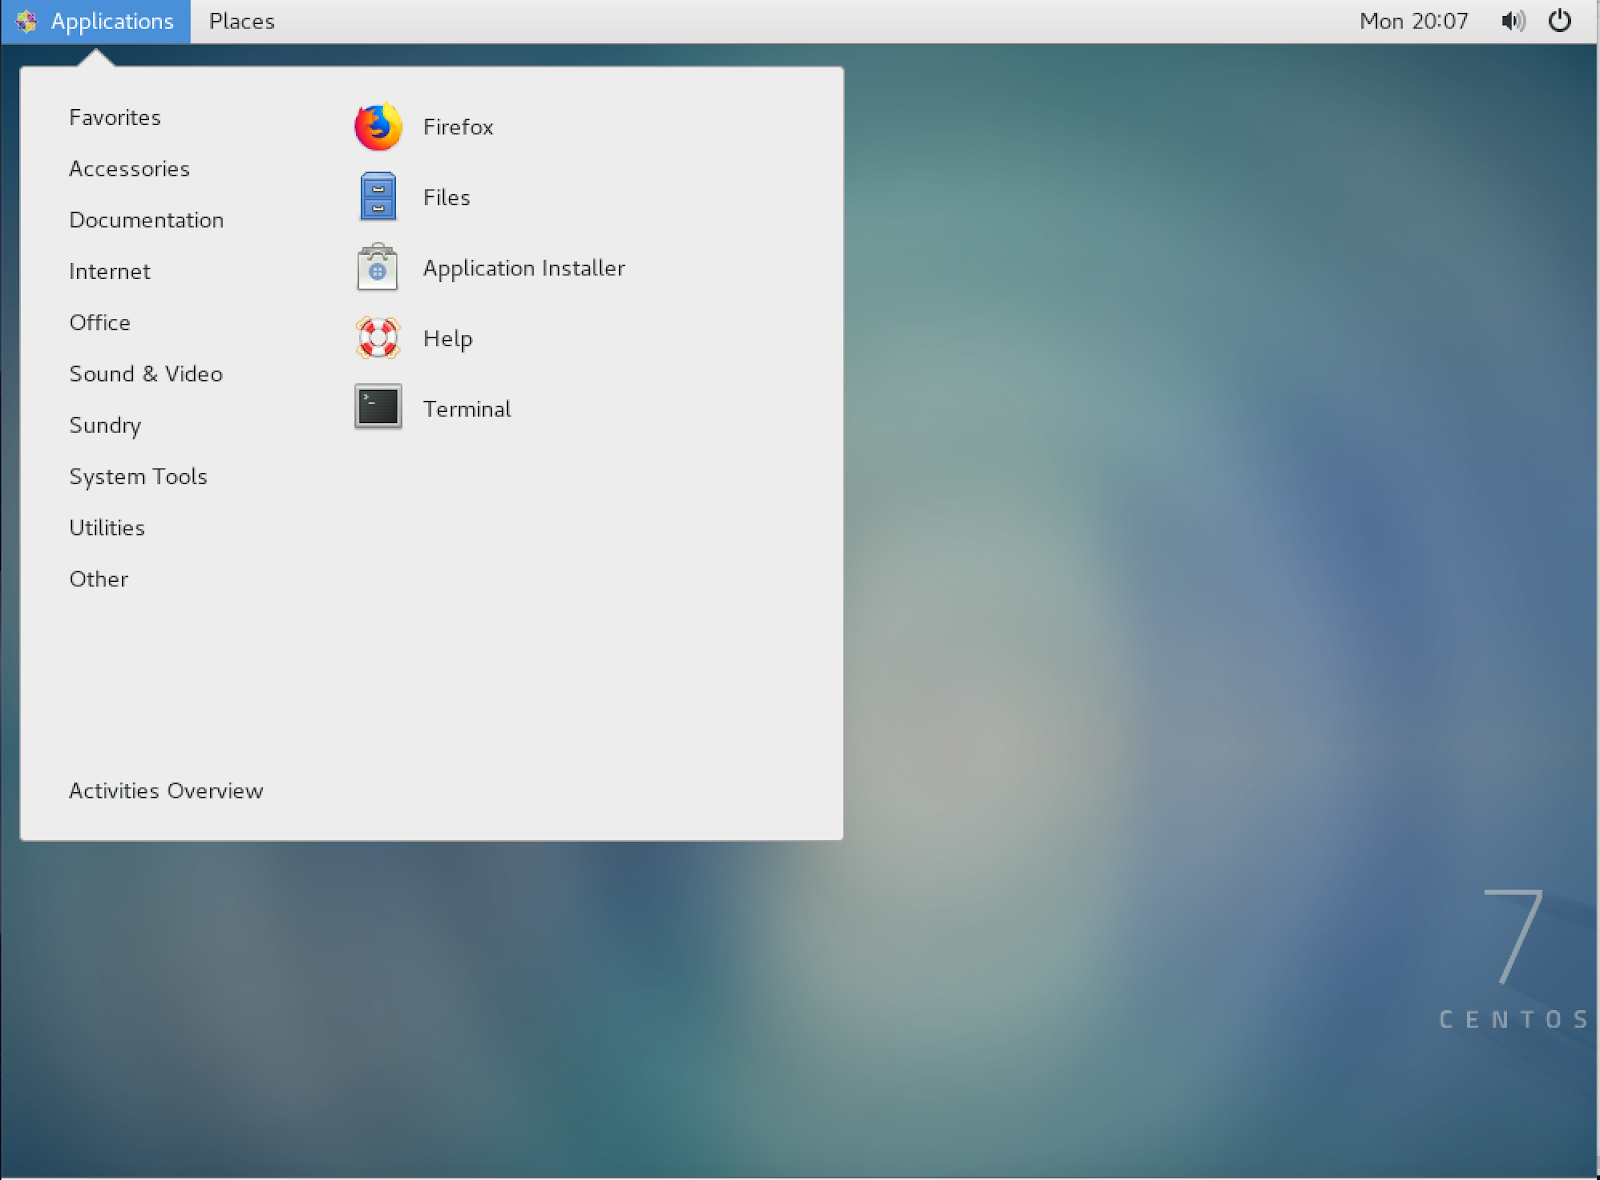 Applications Places Mon 20:07
Favorites
Accessories
Documentation
Internet
Office
Sound & Video
Sundry
System Tools
Utilities
Other
Activities Overview
Firefox
Files
Application Installer
Help
Terminal
7
CENTOS